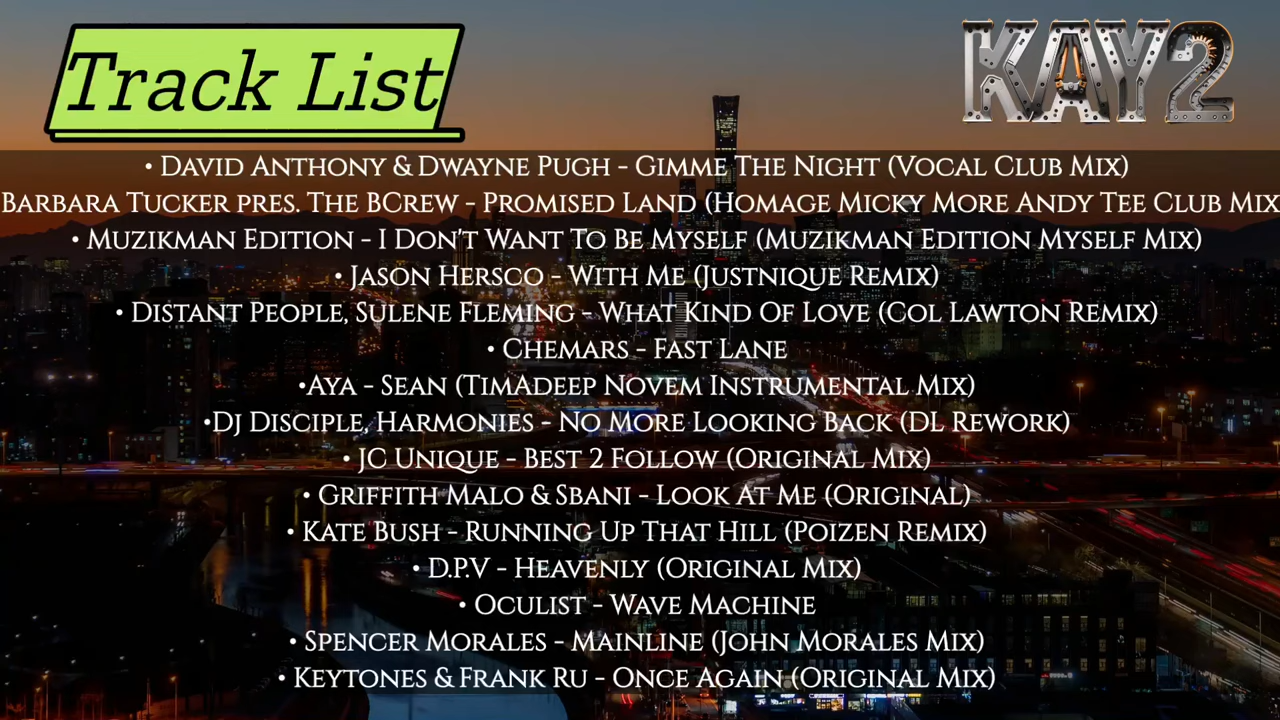 Track List
KAY2
• David Anthony & Dwayne Pugh - Gimme The Night (Vocal Club Mix)
Barbara Tucker pres. The BCrew - Promised Land (Homage Micky More Andy Tee Club Mix
• Muzikman Edition - I Don't Want To Be Myself (Muzikman Edition Myself Mix)
• Jason Hersco - With Me (Justnique Remix)
• Distant People, Sulene Fleming - What Kind Of Love (Col Lawton Remix)
• Chemars - Fast Lane
•Aya - Sean (TimAdeep Novem Instrumental Mix)
•Dj Disciple, Harmonies - No More Looking Back (DL Rework)
• JC Unique - Best 2 Follow (Original Mix)
• Griffith Malo & Sbani - Look At Me (Original)
• Kate Bush - Running Up That Hill (Poizen Remix)
• D.P.V - Heavenly (Original Mix)
• Oculist - Wave Machine
• Spencer Morales - Mainline (John Morales Mix)
• Keytones & Frank Ru - Once Again (Original Mix)